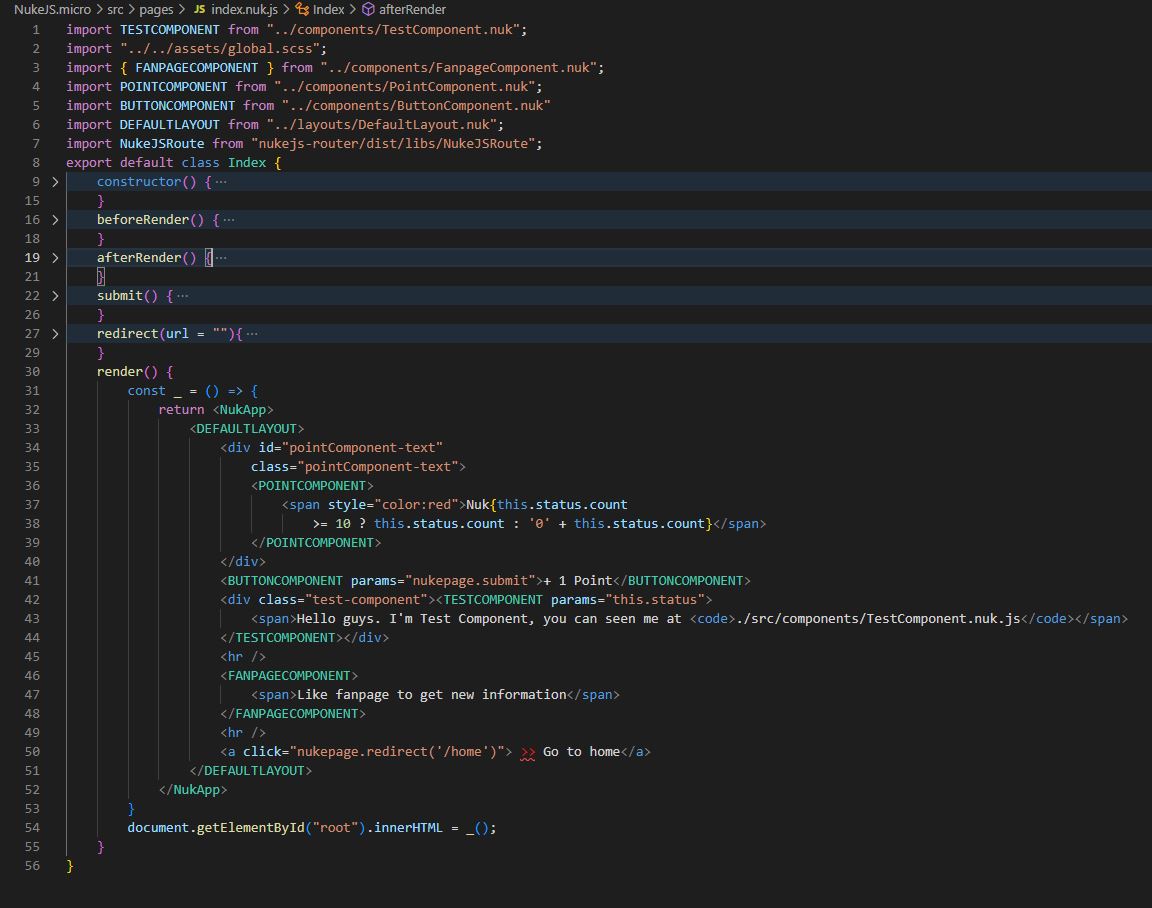 NukeJS.micro > src > pages > JS index.nuk.js > Index > afterRender
1 import TESTCOMPONENT from "../components/TestComponent.nuk";
2 import "../../assets/global.scss";
3 import { FANPAGECOMPONENT } from "../components/FanpageComponent.nuk";
4 import POINTCOMPONENT from "../components/PointComponent.nuk";
5 import BUTTONCOMPONENT from "../components/ButtonComponent.nuk"
6 import DEFAULTLAYOUT from "../layouts/DefaultLayout.nuk";
7 import NukeJSRoute from "nukejs-router/dist/libs/NukeJSRoute";
8 export default class Index {
9 > constructor() { ···
15 }
16 > beforeRender() { ···
18 }
19 > afterRender() { ···
21 }
22 > submit() { ···
26 }
27 > redirect(url = ""){ ···
29 }
30 render() {
31 const _ = () => {
32 return <NukApp>
33 <DEFAULTLAYOUT>
34 <div id="pointComponent-text"
35 class="pointComponent-text">
36 <POINTCOMPONENT>
37 <span style="color:red">Nuk{this.status.count
38 >= 10 ? this.status.count : '0' + this.status.count}</span>
39 </POINTCOMPONENT>
40 </div>
41 <BUTTONCOMPONENT params="nukepage.submit">+ 1 Point</BUTTONCOMPONENT>
42 <div class="test-component"><TESTCOMPONENT params="this.status">
43 <span>Hello guys. I'm Test Component, you can seen me at <code>./src/components/TestComponent.nuk.js</code></span>
44 </TESTCOMPONENT></div>
45 <hr />
46 <FANPAGECOMPONENT>
47 <span>Like fanpage to get new information</span>
48 </FANPAGECOMPONENT>
49 <hr />
50 <a click="nukepage.redirect('/home')"> >> Go to home</a>
51 </DEFAULTLAYOUT>
52 </NukApp>
53 }
54 document.getElementById("root").innerHTML = _();
55 }
56 }